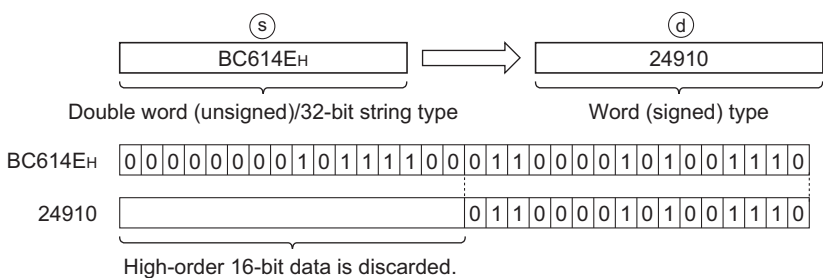 s d
BC614EH 24910
Double word (unsigned)/32-bit string type Word (signed) type
BC614EH 0 0 0 0 0 0 0 0 1 0 1 1 1 1 0 0 0 1 1 0 0 0 0 1 0 1 0 0 1 1 1 0
24910 0 1 1 0 0 0 0 1 0 1 0 0 1 1 1 0
High-order 16-bit data is discarded.